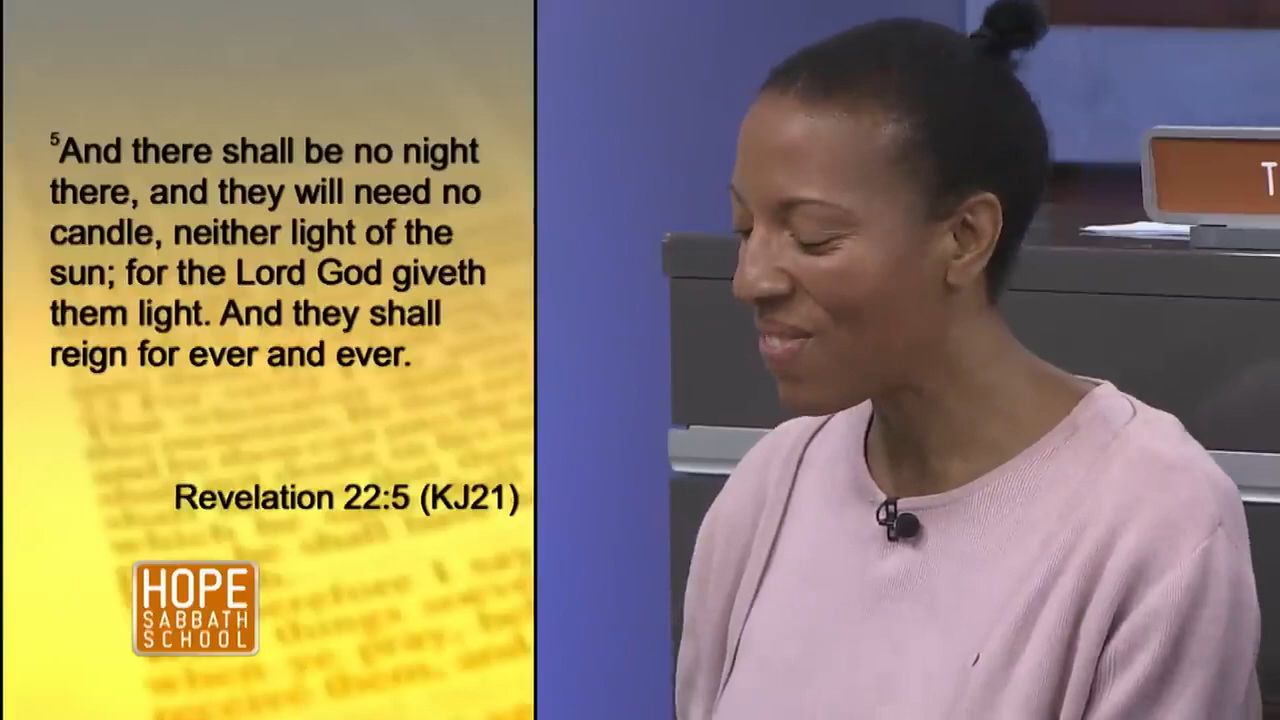 ⁵And there shall be no night
there, and they will need no
candle, neither light of the
sun; for the Lord God giveth
them light. And they shall
reign for ever and ever.
Revelation 22:5 (KJ21)
HOPE
SABBATH
SCHOOL
T